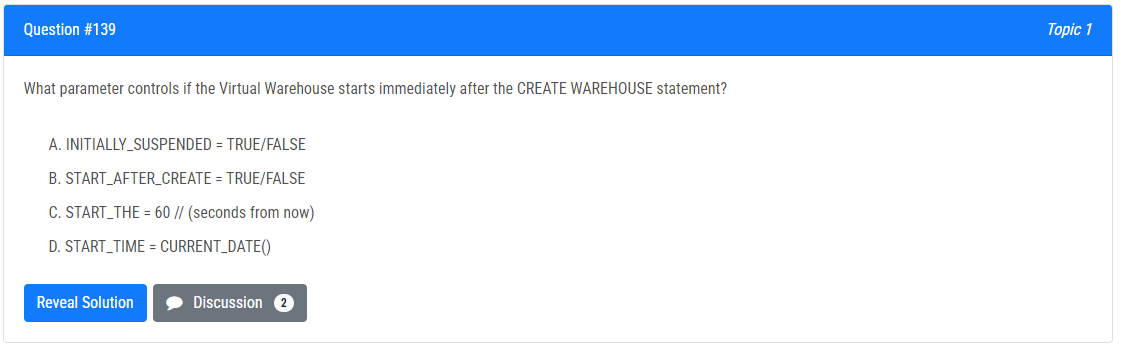 Question #139
Topic 1
What parameter controls if the Virtual Warehouse starts immediately after the CREATE WAREHOUSE statement?
A. INITIALLY_SUSPENDED = TRUE/FALSE
B. START_AFTER_CREATE = TRUE/FALSE
C. START_THE = 60 // (seconds from now)
D. START_TIME = CURRENT_DATE()
Reveal Solution
Discussion 2